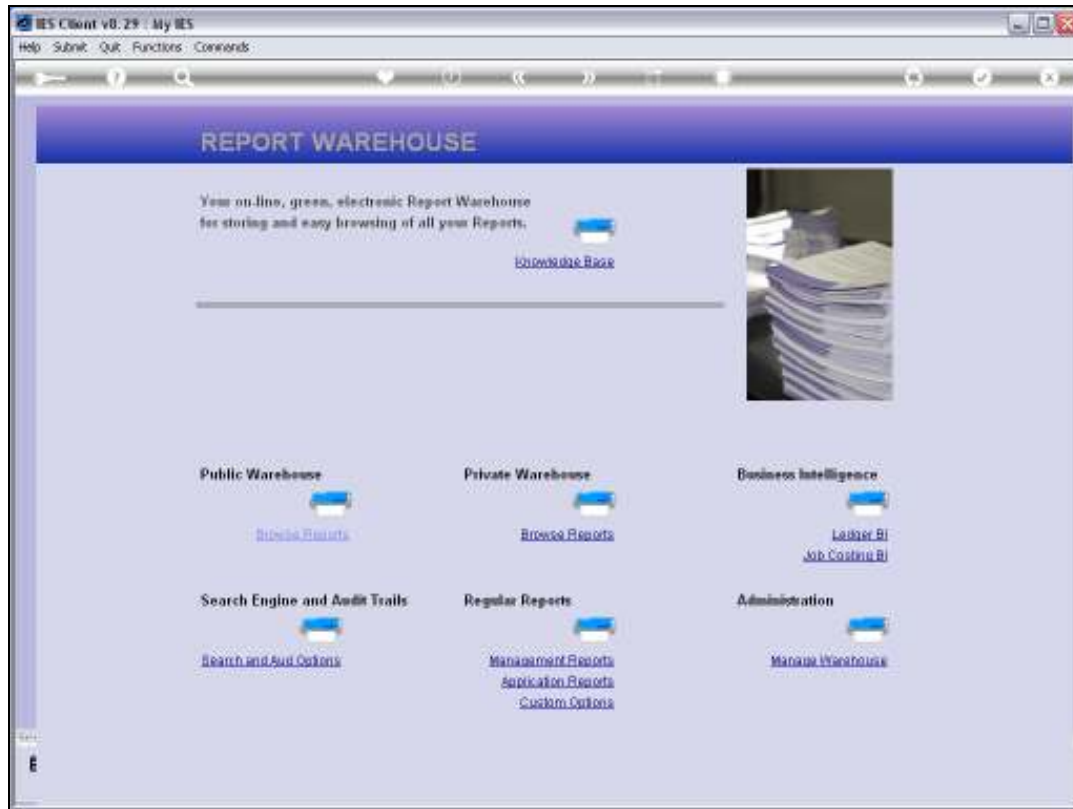 IES Client v8.29 : My IES
Help Submit Quit Functions Commands
REPORT WAREHOUSE
Your on-line, green, electronic Report Warehouse
for storing and easy browsing of all your Reports.
Knowledge Base
Public Warehouse Private Warehouse Business Intelligence
Browse Reports Browse Reports Ledger BI
Job Costing BI
Search Engine and Audit Trails Regular Reports Administration
Search and Aud Options Management Reports Manage Warehouse
Application Reports
Custom Options